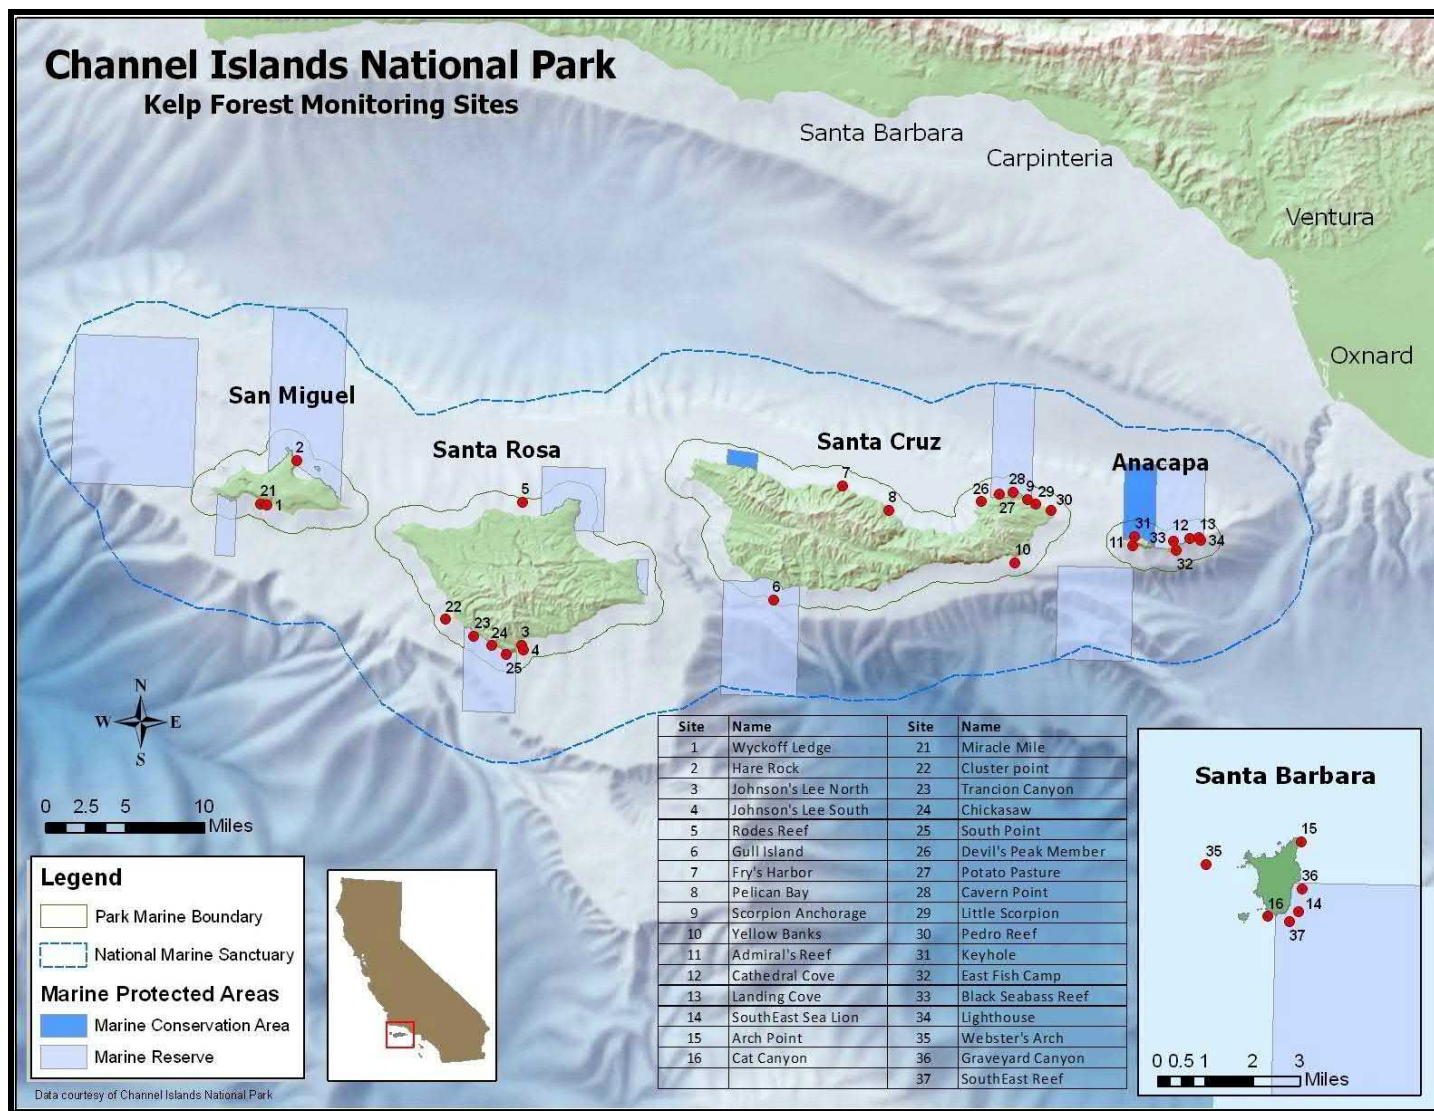 Channel Islands National Park
Kelp Forest Monitoring Sites
Santa Barbara
Carpinteria
Ventura
Oxnard
San Miguel
Santa Rosa
Santa Cruz
Anacapa
2
21
1
5
22
23
24
3
4
25
7
8
6
26
28
9
29
27
30
10
31
11
33
12
13
34
32
N
W E
S
0 2.5 5 10
Miles
Legend
Park Marine Boundary
National Marine Sanctuary
Marine Protected Areas
Marine Conservation Area
Marine Reserve
Data courtesy of Channel Islands National Park
Site Name Site Name
1 Wyckoff Ledge 21 Miracle Mile
2 Hare Rock 22 Cluster point
3 Johnson's Lee North 23 Trancion Canyon
4 Johnson's Lee South 24 Chickasaw
5 Rodes Reef 25 South Point
6 Gull Island 26 Devil's Peak Member
7 Fry's Harbor 27 Potato Pasture
8 Pelican Bay 28 Cavern Point
9 Scorpion Anchorage 29 Little Scorpion
10 Yellow Banks 30 Pedro Reef
11 Admiral's Reef 31 Keyhole
12 Cathedral Cove 32 East Fish Camp
13 Landing Cove 33 Black Seabass Reef
14 SouthEast Sea Lion 34 Lighthouse
15 Arch Point 35 Webster's Arch
16 Cat Canyon 36 Graveyard Canyon
37 SouthEast Reef
Santa Barbara
15
35
36
16
14
37
0 0.5 1 2 3
Miles